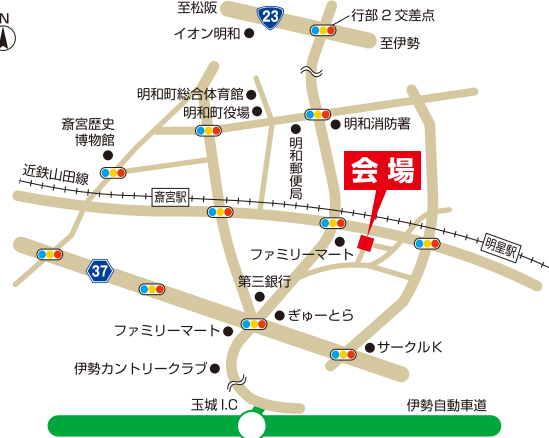 至松阪
N
23
行部2交差点
イオン明和
至伊勢
明和町総合体育館
明和町役場
斎宮歴史
博物館
明和消防署
明和郵便局
会場
近鉄山田線
斎宮駅
明星駅
ファミリーマート
37
第三銀行
ぎゅーとら
ファミリーマート
サークルK
伊勢カントリークラブ
玉城I.C
伊勢自動車道